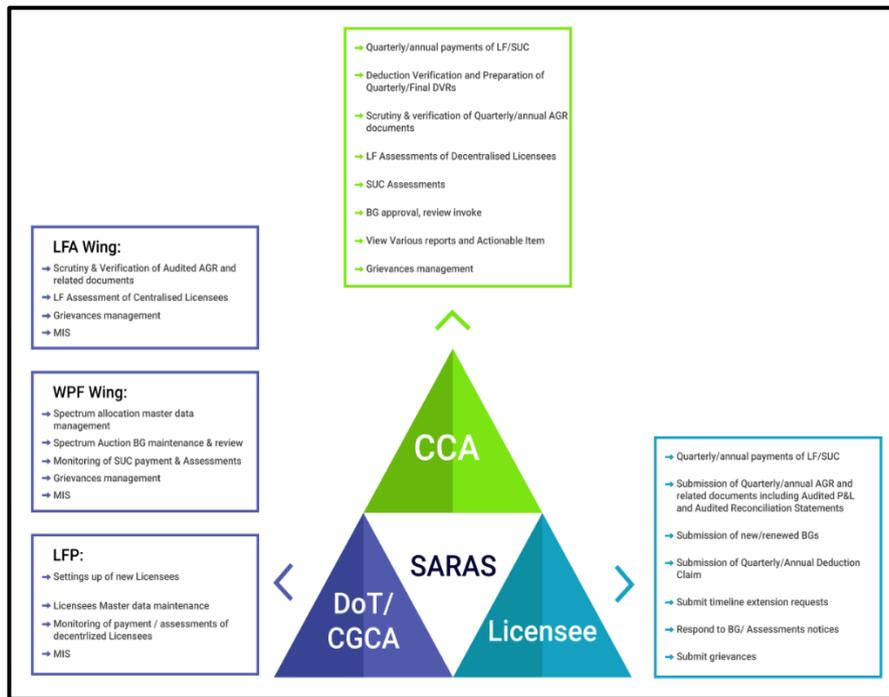 → Quarterly/annual payments of LF/SUC
→ Deduction Verification and Preparation of
Quarterly/Final DVRs
→ Scrutiny & verification of Quarterly/annual AGR
documents
→ LF Assessments of Decentralised Licensees
→ SUC Assessments
→ BG approval, review invoke
→ View Various reports and Actionable Item
→ Grievances management
LFA Wing:
→ Scrutiny & Verification of Audited AGR and
related documents
→ LF Assessment of Centralised Licensees
→ Grievances management
→ MIS
WPF Wing:
→ Spectrum allocation master data
management
→ Spectrum Auction BG maintenance & review
→ Monitoring of SUC payment & Assessments
→ Grievances management
→ MIS
LFP:
→ Settings up of new Licensees
→ Licensees Master data maintenance
→ Monitoring of payment / assessments of
decentrlized Licensees
→ MIS
CCA
SARAS
DoT/
CGCA
Licensee
→ Quarterly/annual payments of LF/SUC
→ Submission of Quarterly/annual AGR and
related documents including Audited P&L
and Audited Reconciliation Statements
→ Submission of new/renewed BGs
→ Submission of Quarterly/Annual Deduction
Claim
→ Submit timeline extension requests
→ Respond to BG/ Assessments notices
→ Submit grievances